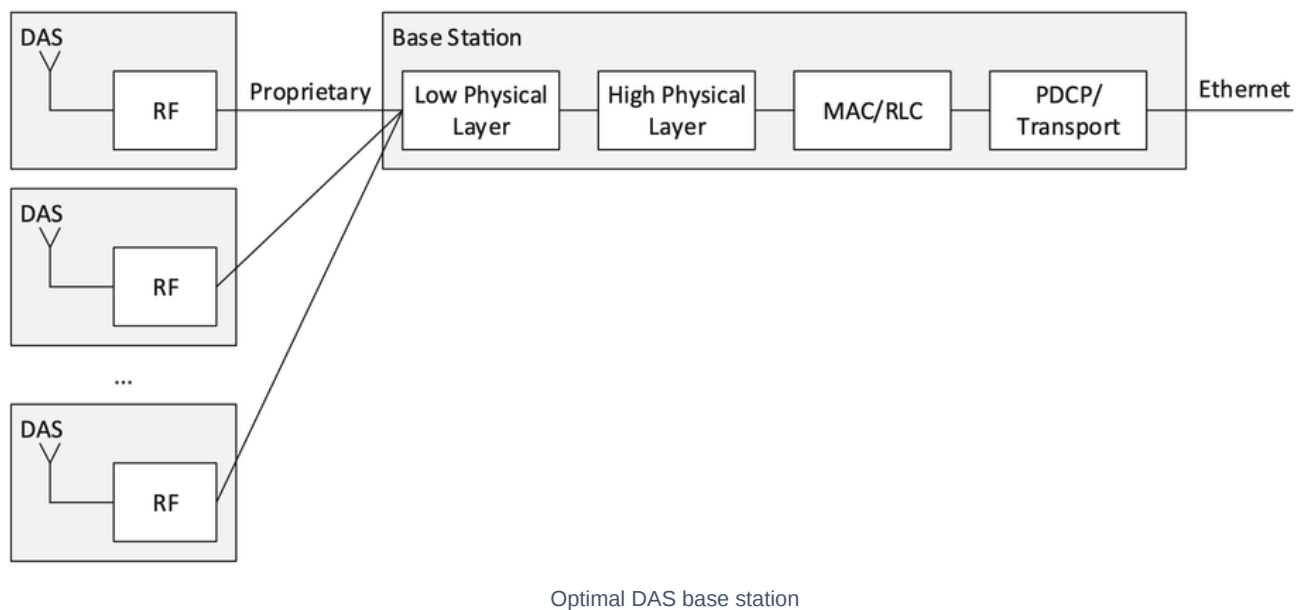 DAS
RF
Proprietary
Base Station
Low Physical
Layer
High Physical
Layer
MAC/RLC
PDCP/
Transport
Ethernet
DAS
RF
...
DAS
RF
Optimal DAS base station